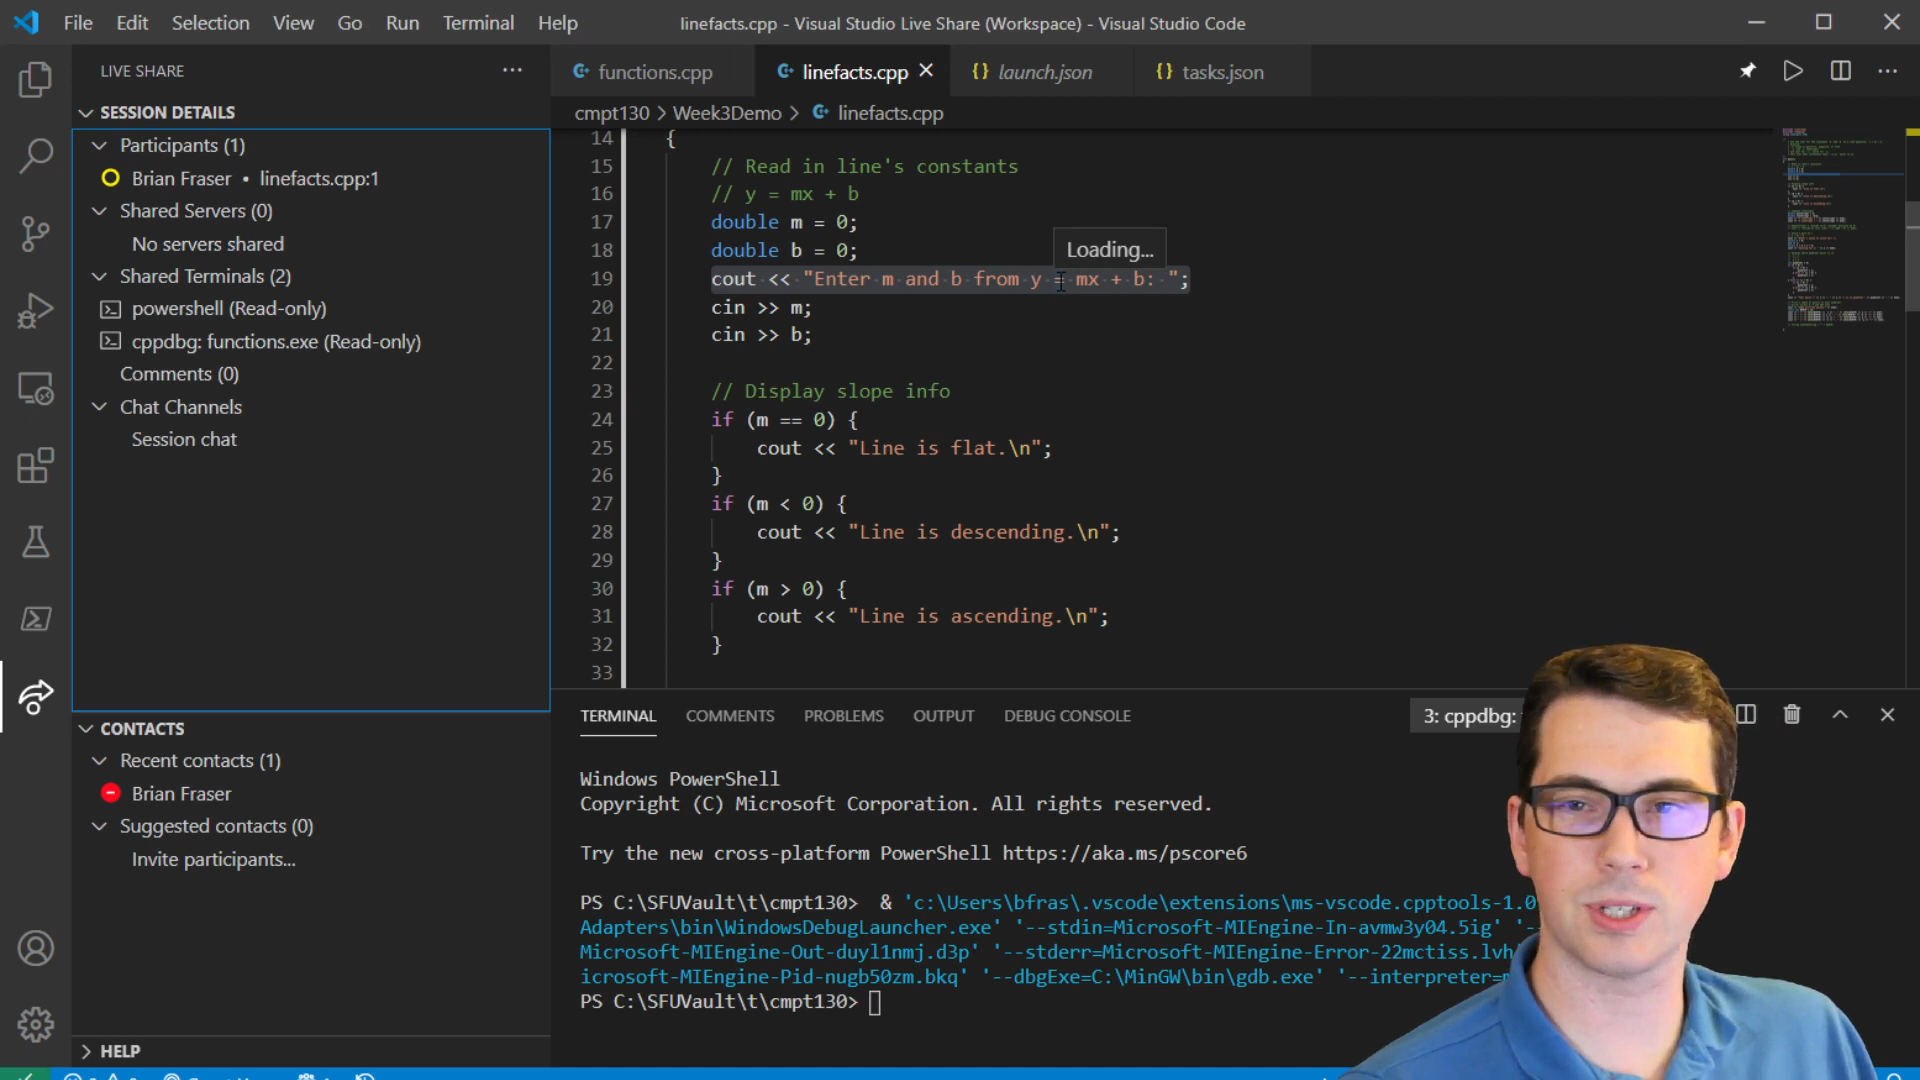 File Edit Selection View Go Run Terminal Help
linefacts.cpp - Visual Studio Live Share (Workspace) - Visual Studio Code
LIVE SHARE
SESSION DETAILS
Participants (1)
Brian Fraser • linefacts.cpp:1
Shared Servers (0)
No servers shared
Shared Terminals (2)
powershell (Read-only)
cppdbg: functions.exe (Read-only)
Comments (0)
Chat Channels
Session chat
CONTACTS
Recent contacts (1)
Brian Fraser
Suggested contacts (0)
Invite participants...
HELP
functions.cpp linefacts.cpp launch.json tasks.json
cmpt130 > Week3Demo > linefacts.cpp
14 {
15 // Read in line's constants
16 // y = mx + b
17 double m = 0;
18 double b = 0;
Loading...
19 cout << "Enter m and b from y = mx + b: ";
20 cin >> m;
21 cin >> b;
22
23 // Display slope info
24 if (m == 0) {
25 cout << "Line is flat.\n";
26 }
27 if (m < 0) {
28 cout << "Line is descending.\n";
29 }
30 if (m > 0) {
31 cout << "Line is ascending.\n";
32 }
33
TERMINAL COMMENTS PROBLEMS OUTPUT DEBUG CONSOLE
3: cppdbg:
Windows PowerShell
Copyright (C) Microsoft Corporation. All rights reserved.
Try the new cross-platform PowerShell https://aka.ms/pscore6
PS C:\SFUVault\t\cmpt130> & 'c:\Users\bfras\.vscode\extensions\ms-vscode.cpptools-1.0
Adapters\bin\WindowsDebugLauncher.exe' '--stdin=Microsoft-MIEngine-In-avmw3y04.5ig' '--
Microsoft-MIEngine-Out-duyl1nmj.d3p' '--stderr=Microsoft-MIEngine-Error-22mctiss.lvh
icrosoft-MIEngine-Pid-nugb50zm.bkq' '--dbgExe=C:\MinGW\bin\gdb.exe' '--interpreter=
PS C:\SFUVault\t\cmpt130>